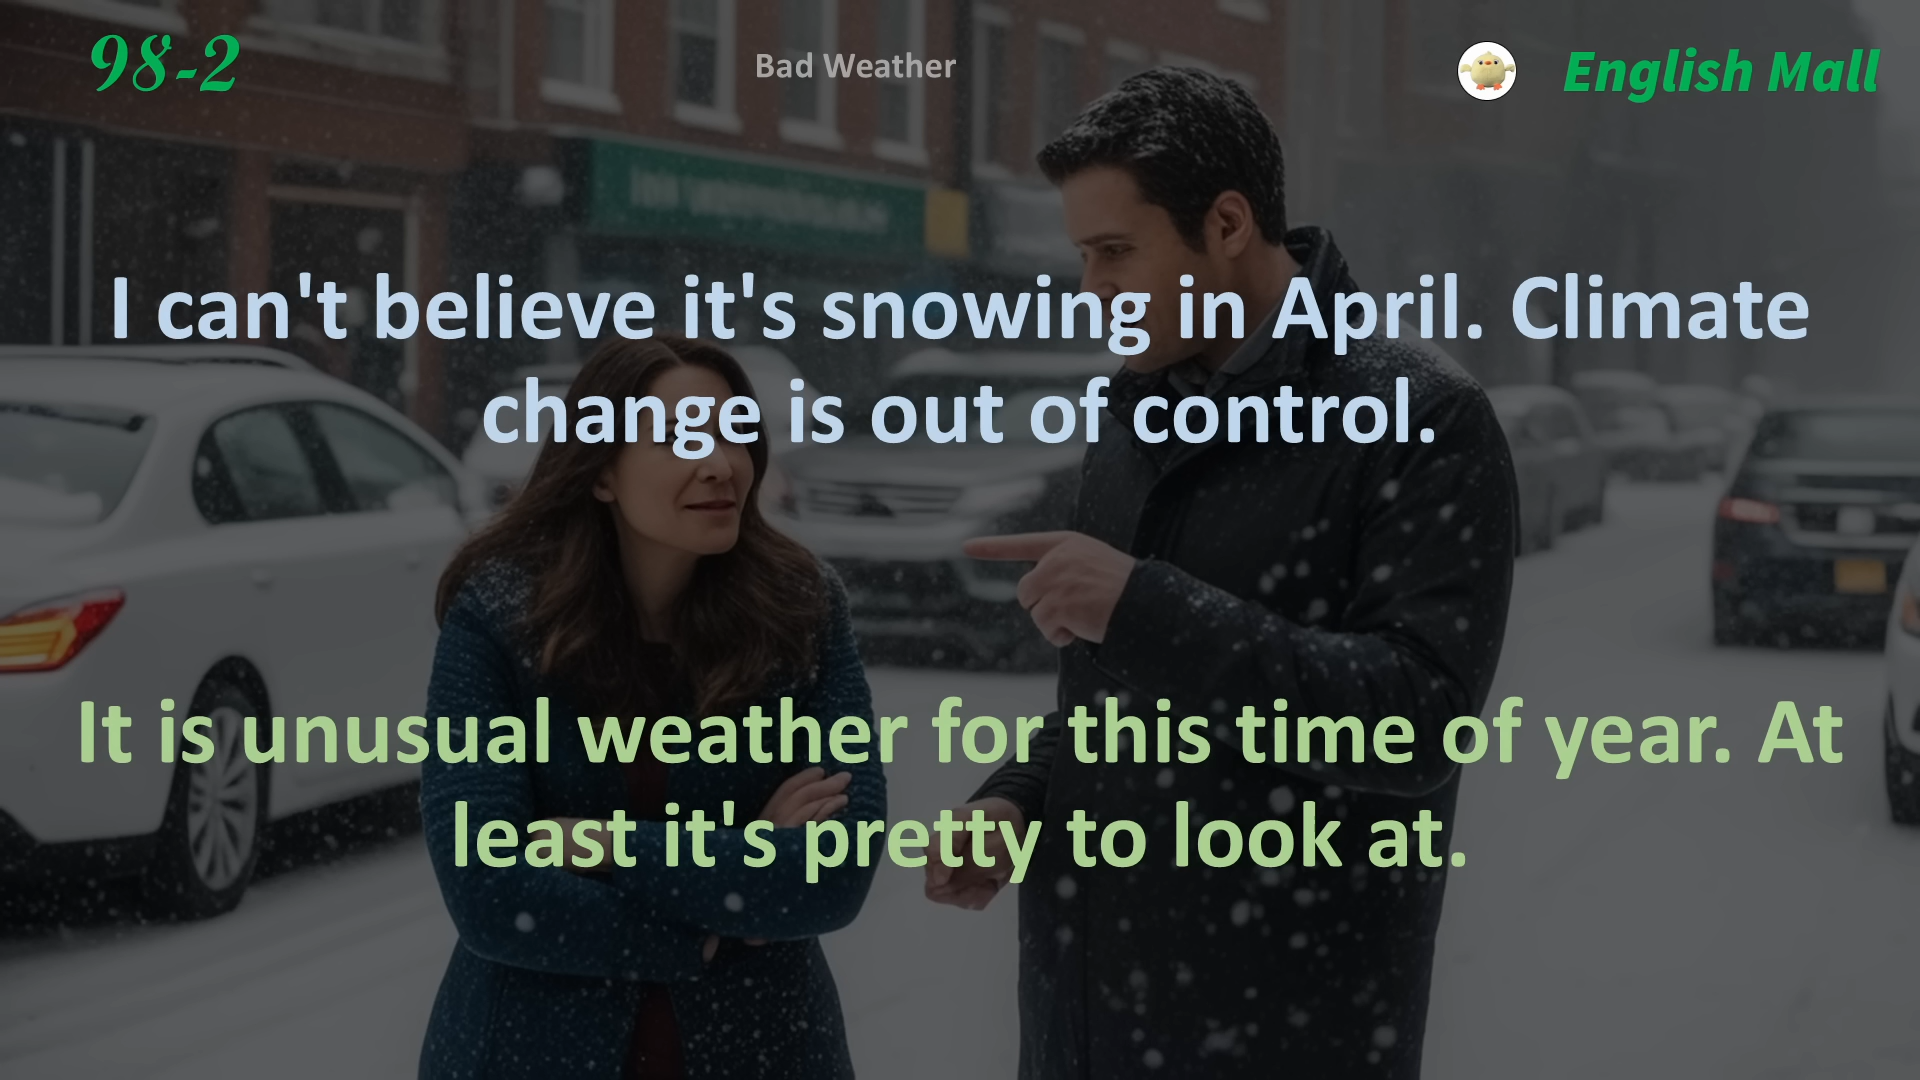 98-2
Bad Weather
English Mall
I can't believe it's snowing in April. Climate
change is out of control.
It is unusual weather for this time of year. At
least it's pretty to look at.